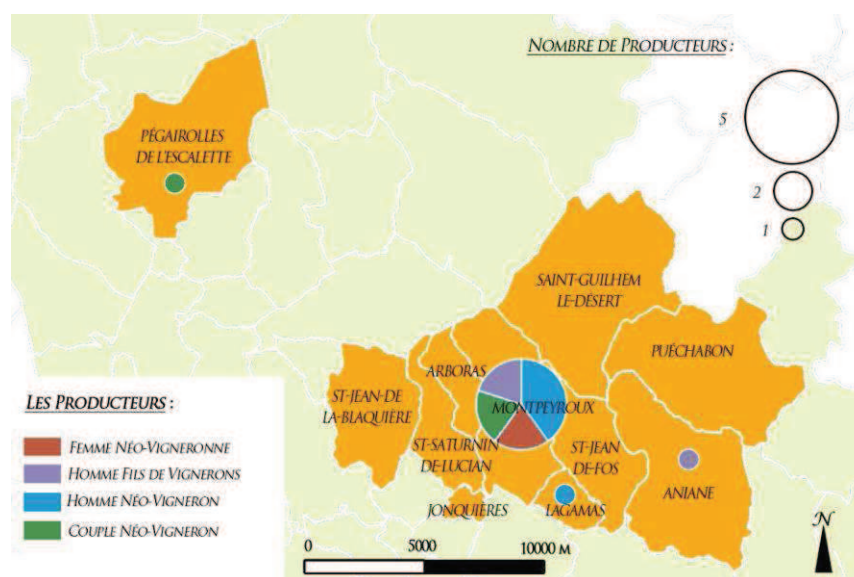 NOMBRE DE PRODUCTEURS :
5
2
1
PÉGAIROLLES
DE L'ESCALETTE
SAINT-GUILHEM
LE-DÉSERT
PUÉCHABON
ARBORAS
MONTPEYROUX
ST-JEAN-DE-
LA-BLAQUIÈRE
ST-SATURNIN
DE-LUCIAN
ST-JEAN
DE-FOS
ANIANE
JONQUIÈRES
LAGAMAS
LES PRODUCTEURS :
FEMME NÉO-VIGNERONNE
HOMME FILS DE VIGNERONS
HOMME NÉO-VIGNERON
COUPLE NÉO-VIGNERON
0 5000 10000 M
N